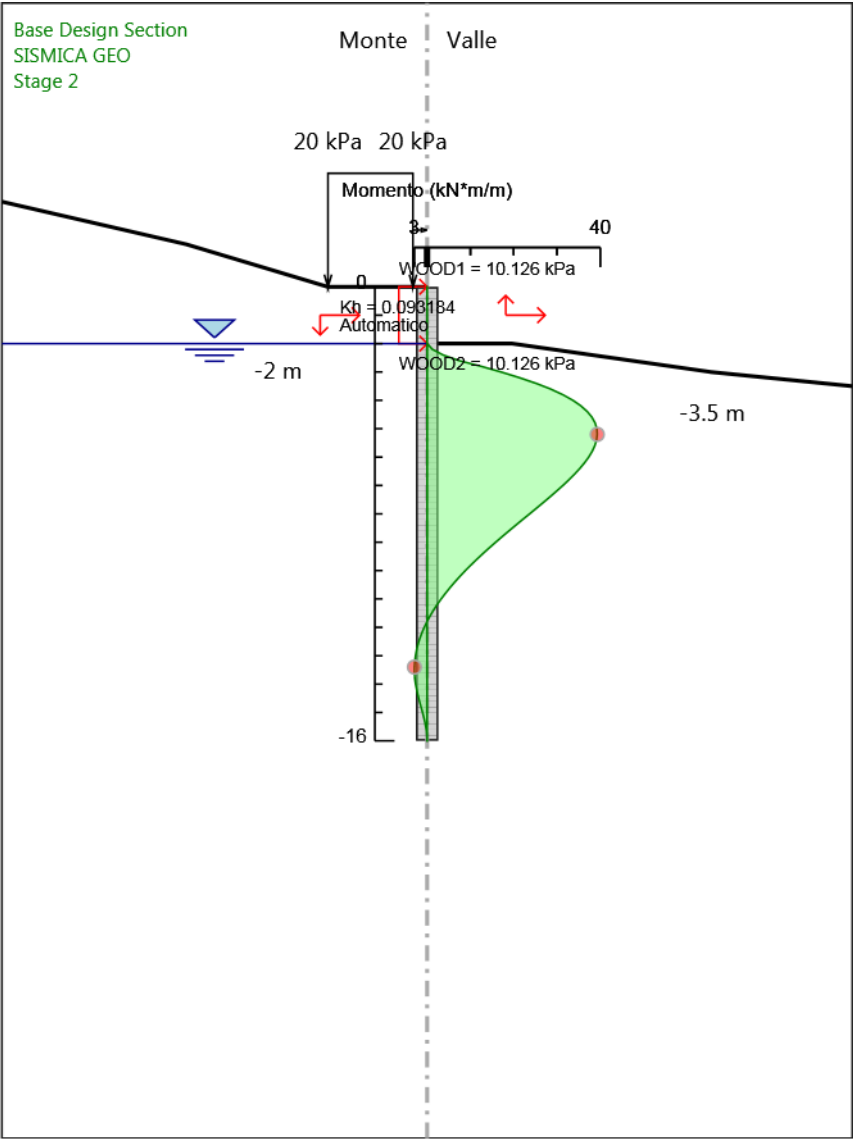 Base Design Section
SISMICA GEO
Stage 2
Monte Valle
20 kPa 20 kPa
Momento (kN*m/m)
3 40
WOOD1 = 10.126 kPa
0
Kh = 0.093184
Automatico
WOOD2 = 10.126 kPa
-2 m
-3.5 m
-16